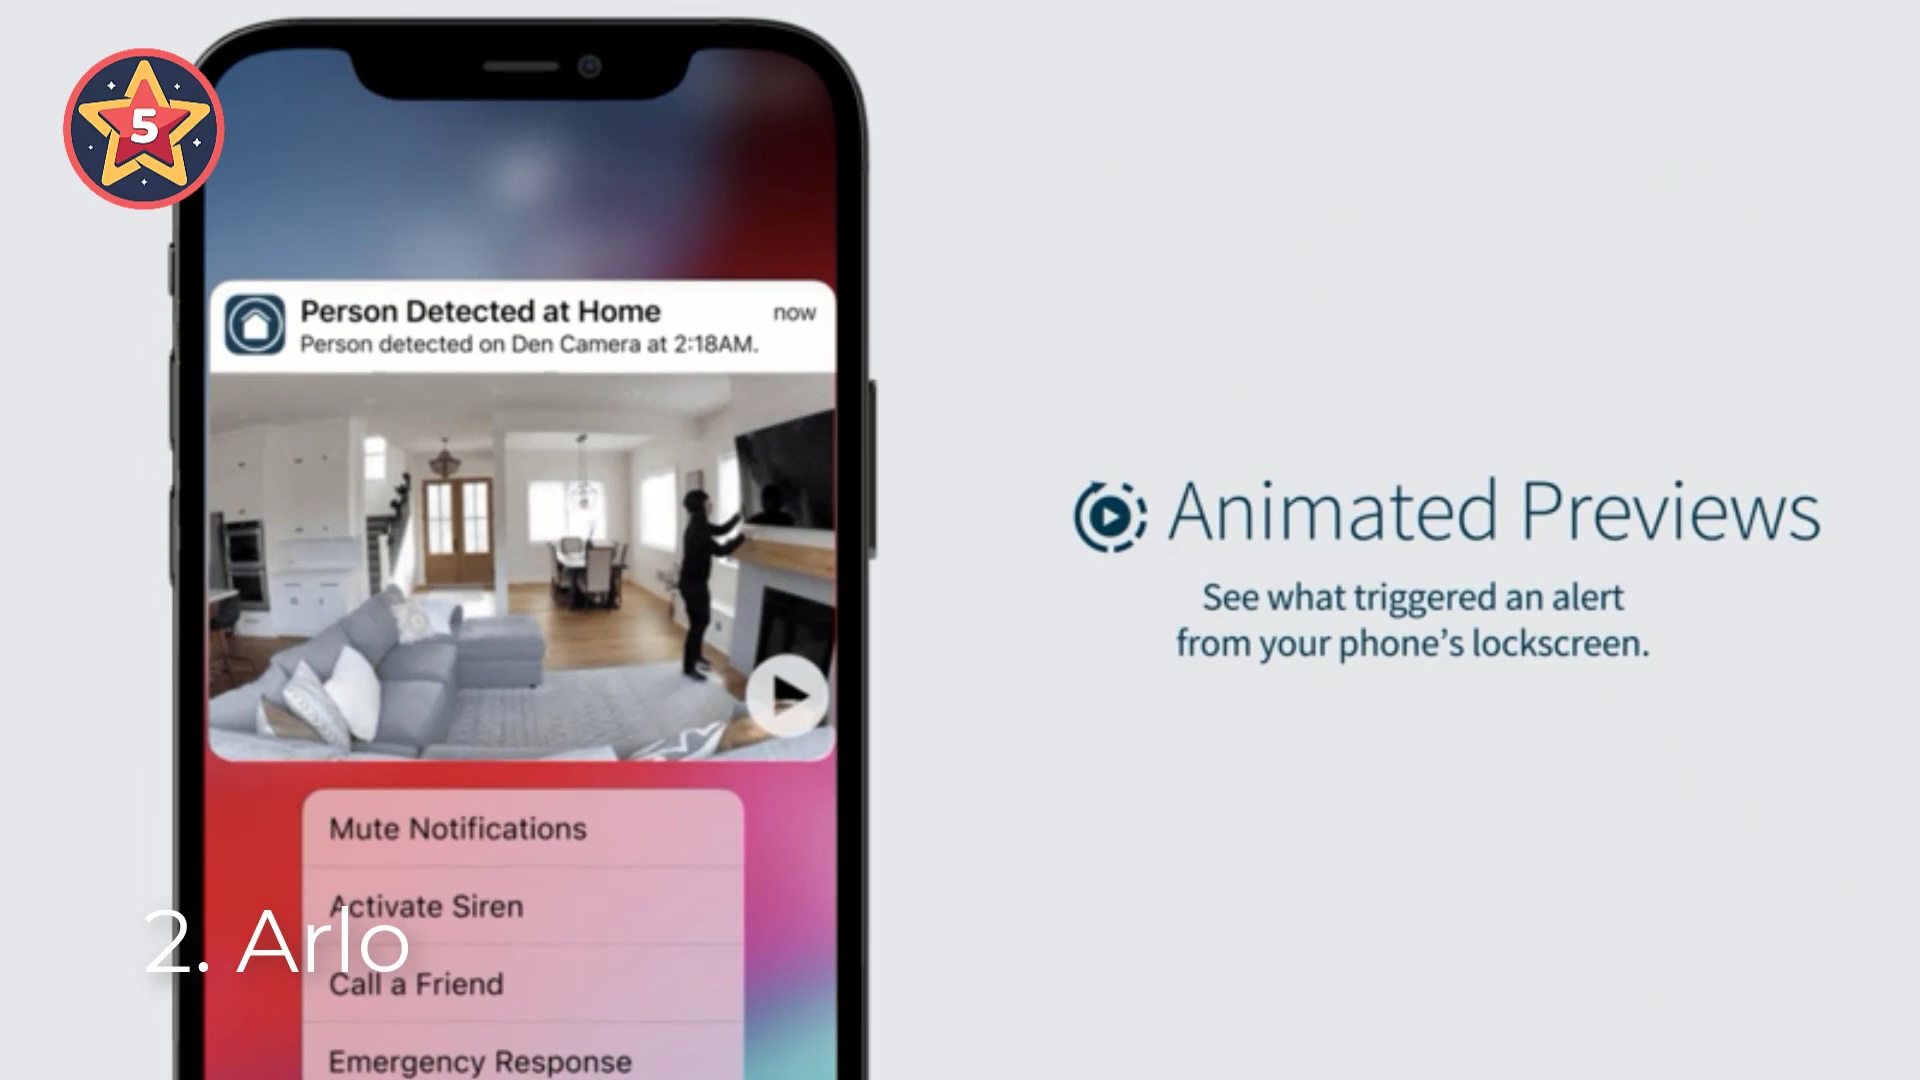 5
Person Detected at Home
now
Person detected on Den Camera at 2:18AM.
Animated Previews
See what triggered an alert
from your phone’s lockscreen.
Mute Notifications
Activate Siren
2. Arlo
Call a Friend
Emergency Response